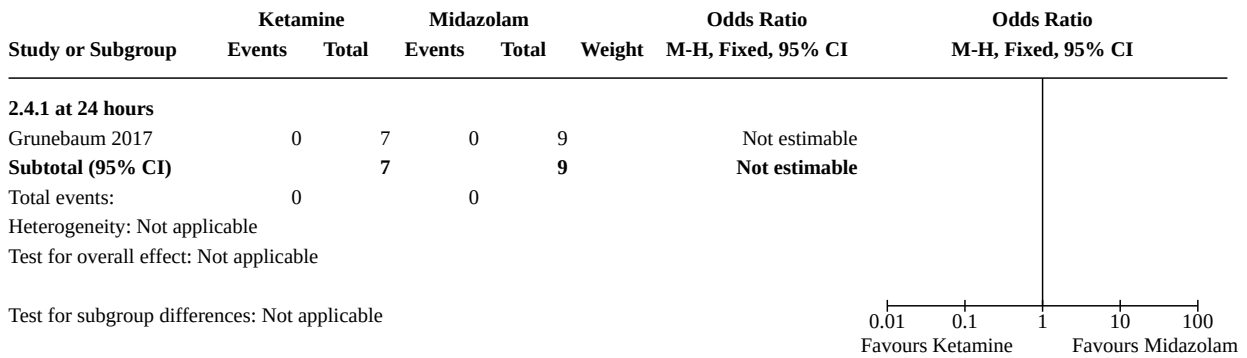 Ketamine Midazolam Odds Ratio Odds Ratio
Study or Subgroup Events Total Events Total Weight M-H, Fixed, 95% CI M-H, Fixed, 95% CI
2.4.1 at 24 hours
Grunebaum 2017 0 7 0 9 Not estimable
Subtotal (95% CI) 7 9 Not estimable
Total events: 0 0
Heterogeneity: Not applicable
Test for overall effect: Not applicable
Test for subgroup differences: Not applicable
0.01 0.1 1 10 100
Favours Ketamine Favours Midazolam